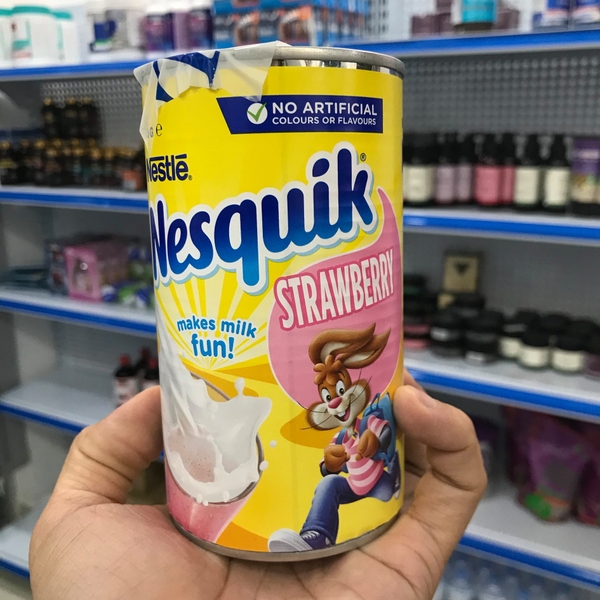 NO ARTIFICIAL
COLOURS OR FLAVOURS
G e
Nestlé®
Nesquik®
STRAWBERRY
makes milk
fun!